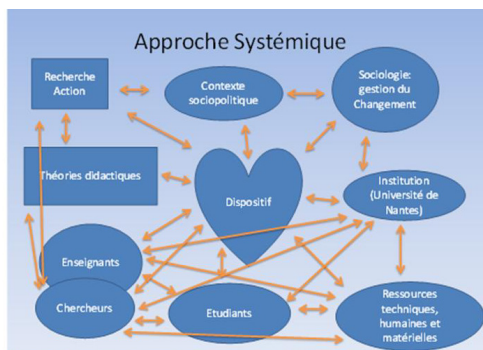 Approche Systémique
Recherche
Action
Contexte
sociopolitique
Sociologie:
gestion du
Changement
Théories didactiques
Dispositif
Institution
(Université de
Nantes)
Enseignants
Chercheurs
Etudiants
Ressources
techniques,
humaines et
matérielles